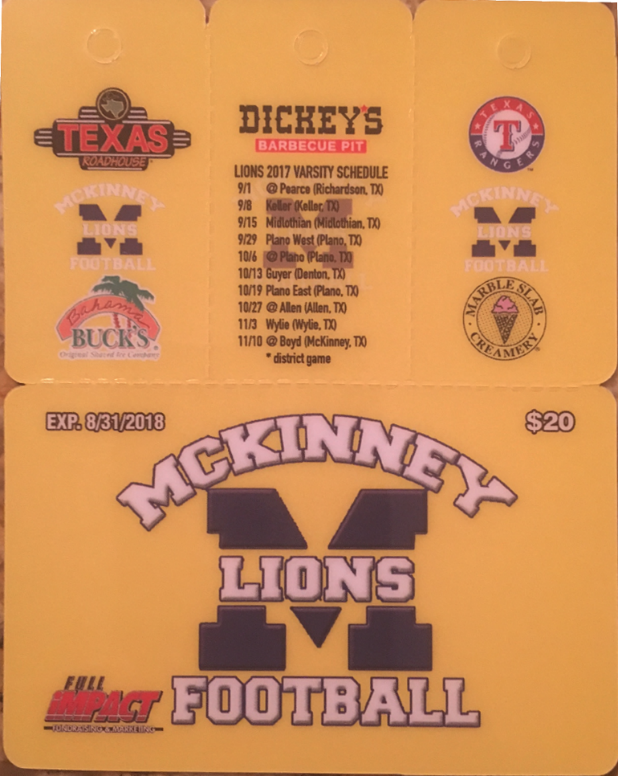 TEXAS
ROADHOUSE
MCKINNEY
M
LIONS
FOOTBALL
Bahama
BUCK'S
Original Shaved Ice Company
DICKEY'S
BARBECUE PIT
LIONS 2017 VARSITY SCHEDULE
9/1 @ Pearce (Richardson, TX)
9/8 Keller (Keller, TX)
9/15 Midlothian (Midlothian, TX)
9/29 Plano West (Plano, TX)
10/6 @ Plano (Plano, TX)
10/13 Guyer (Denton, TX)
10/19 Plano East (Plano, TX)
10/27 @ Allen (Allen, TX)
11/3 Wylie (Wylie, TX)
11/10 @ Boyd (McKinney, TX)
* district game
TEXAS
T
RANGERS
MCKINNEY
M
LIONS
FOOTBALL
MARBLE SLAB
CREAMERY
EXP. 8/31/2018
$20
MCKINNEY
M
LIONS
FOOTBALL
FULL
IMPACT
FUNDRAISING & MARKETING